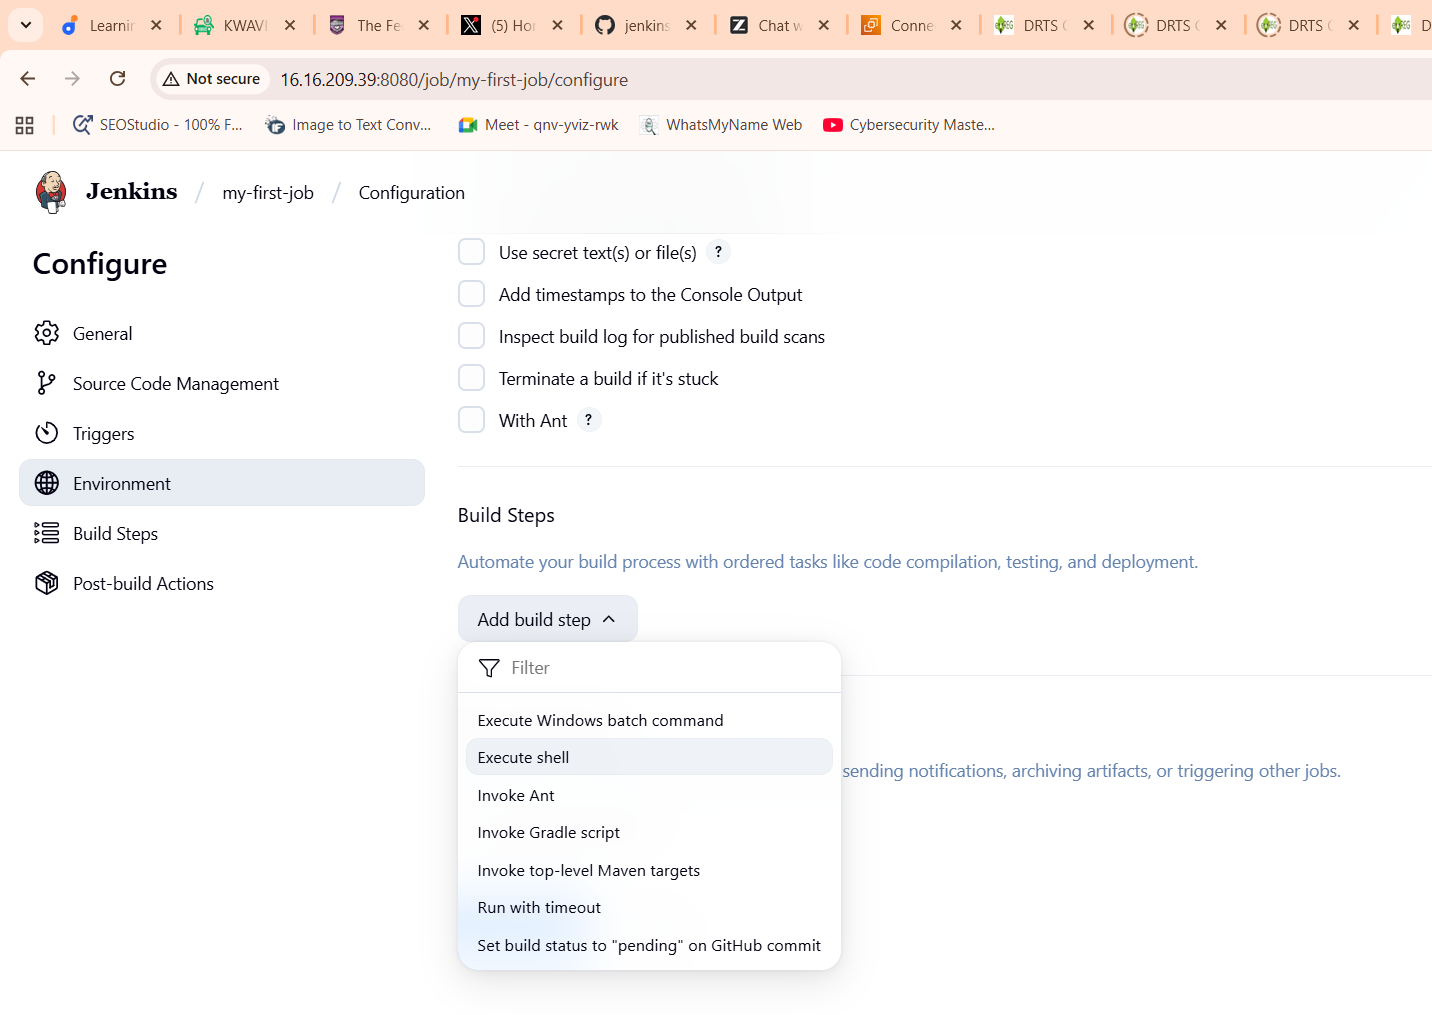 Learnin
KWAVI
The Fe
(5) Hor
jenkins
Chat w
Conne
DRTS
DRTS
DRTS
D
Not secure
16.16.209.39:8080/job/my-first-job/configure
SEOStudio - 100% F...
Image to Text Conv...
Meet - qnv-yviz-rwk
WhatsMyName Web
Cybersecurity Maste...
Jenkins / my-first-job / Configuration
Configure
General
Source Code Management
Triggers
Environment
Build Steps
Post-build Actions
Use secret text(s) or file(s) ?
Add timestamps to the Console Output
Inspect build log for published build scans
Terminate a build if it's stuck
With Ant ?
Build Steps
Automate your build process with ordered tasks like code compilation, testing, and deployment.
Add build step
Filter
Execute Windows batch command
Execute shell
Invoke Ant
Invoke Gradle script
Invoke top-level Maven targets
Run with timeout
Set build status to "pending" on GitHub commit
sending notifications, archiving artifacts, or triggering other jobs.